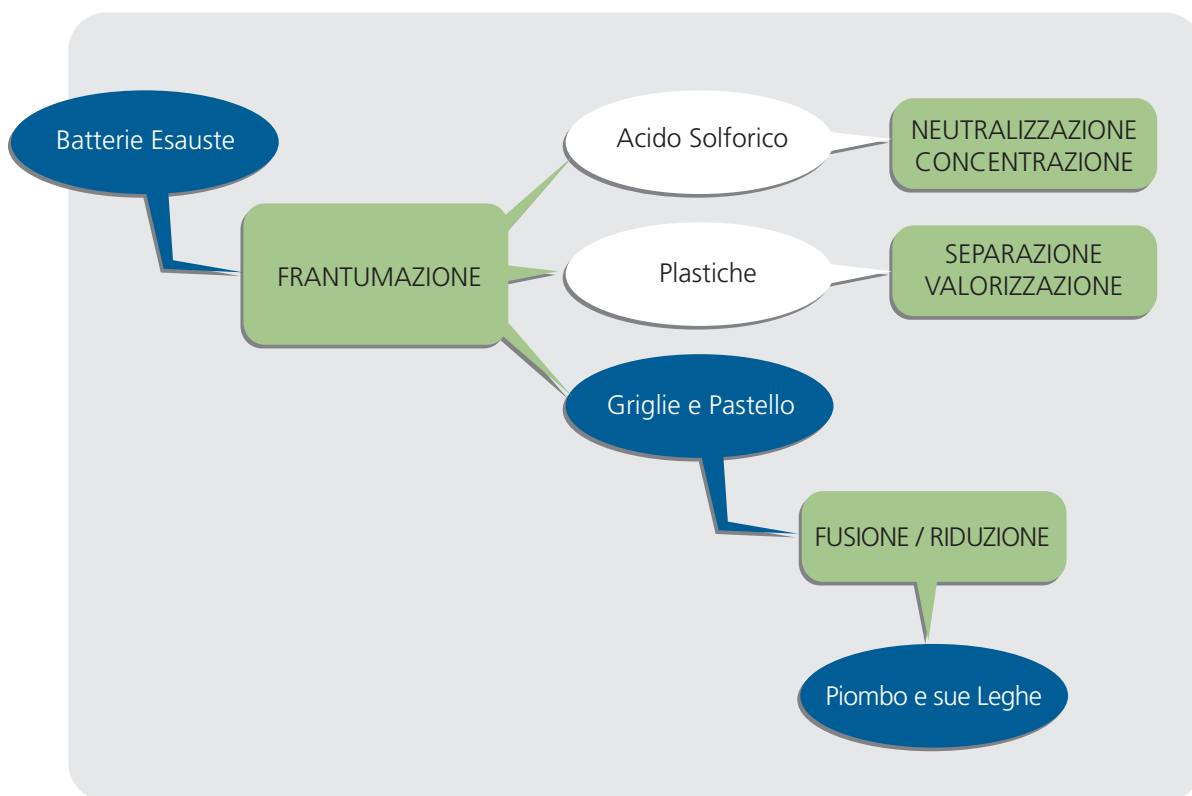 Batterie Esauste
FRANTUMAZIONE
Acido Solforico
NEUTRALIZZAZIONE
CONCENTRAZIONE
Plastiche
SEPARAZIONE
VALORIZZAZIONE
Griglie e Pastello
FUSIONE / RIDUZIONE
Piombo e sue Leghe